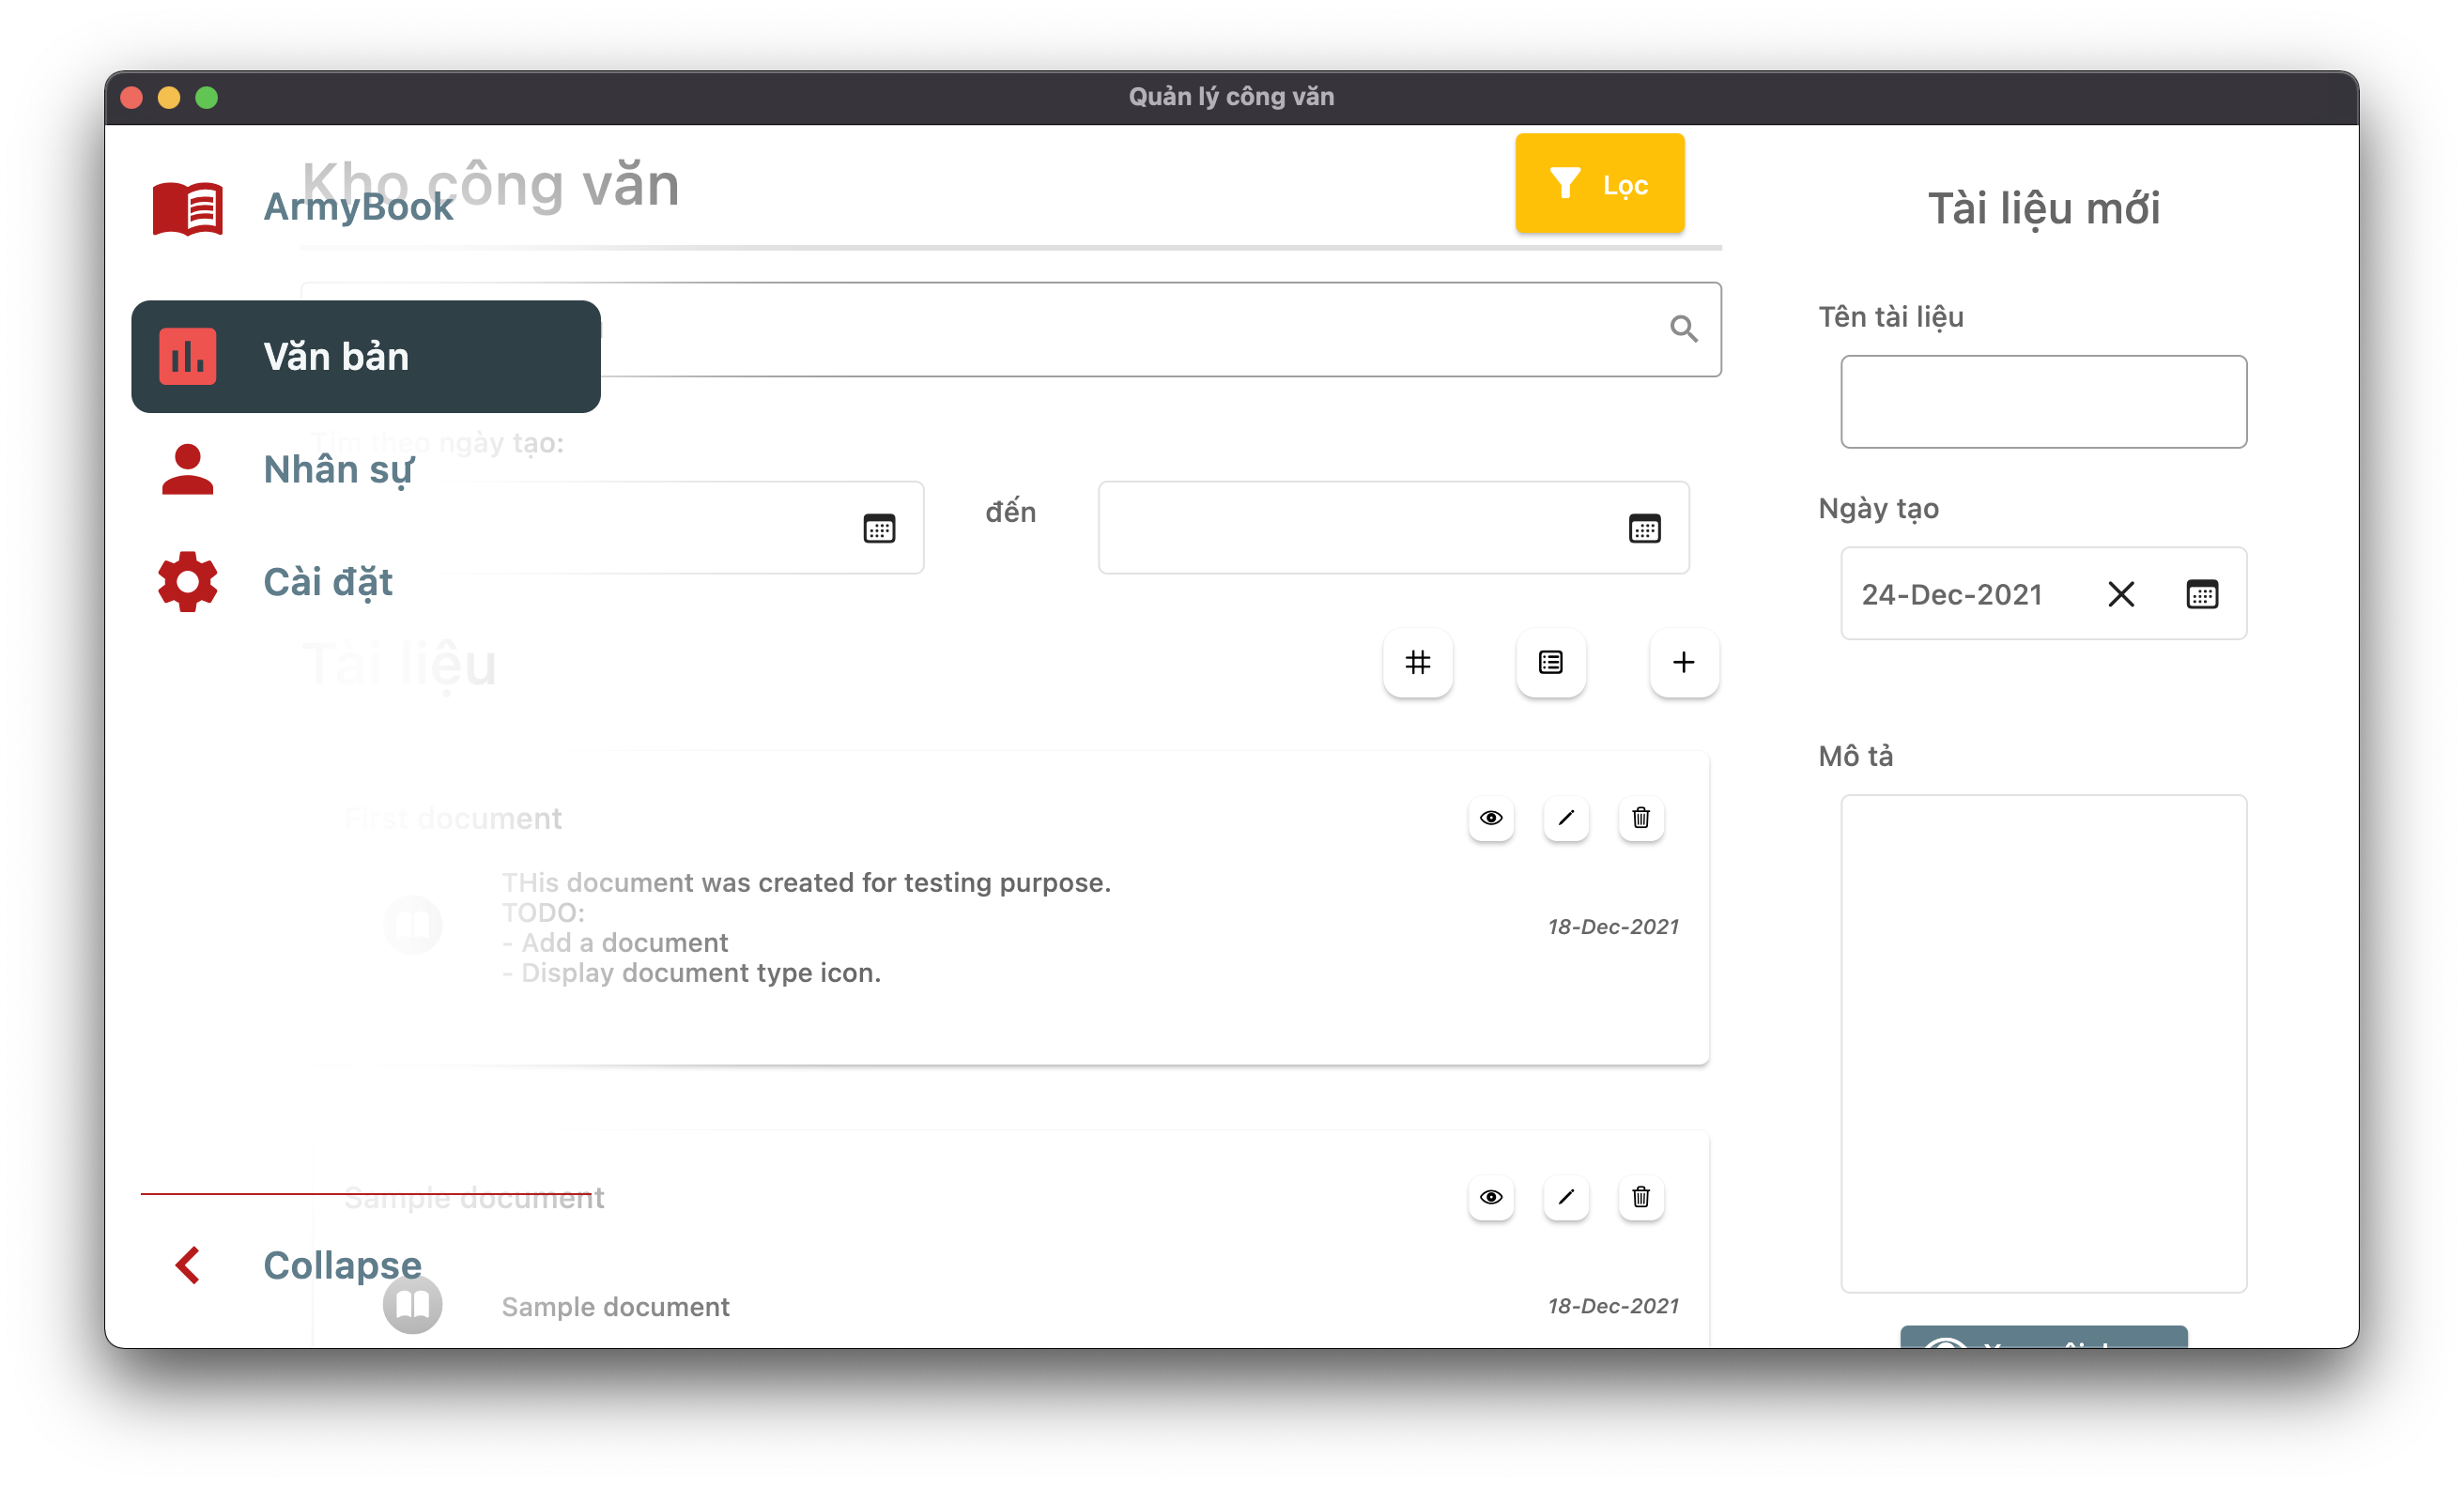 Quản lý công văn
ArmyBook
Văn bản
Nhân sự
Cài đặt
Collapse
Kho công văn
Lọc
Tìm theo ngày tạo:
đến
Tài liệu
First document
THis document was created for testing purpose.
TODO:
- Add a document
- Display document type icon.
18-Dec-2021
Sample document
Sample document
18-Dec-2021
Tài liệu mới
Tên tài liệu
Ngày tạo
24-Dec-2021
Mô tả